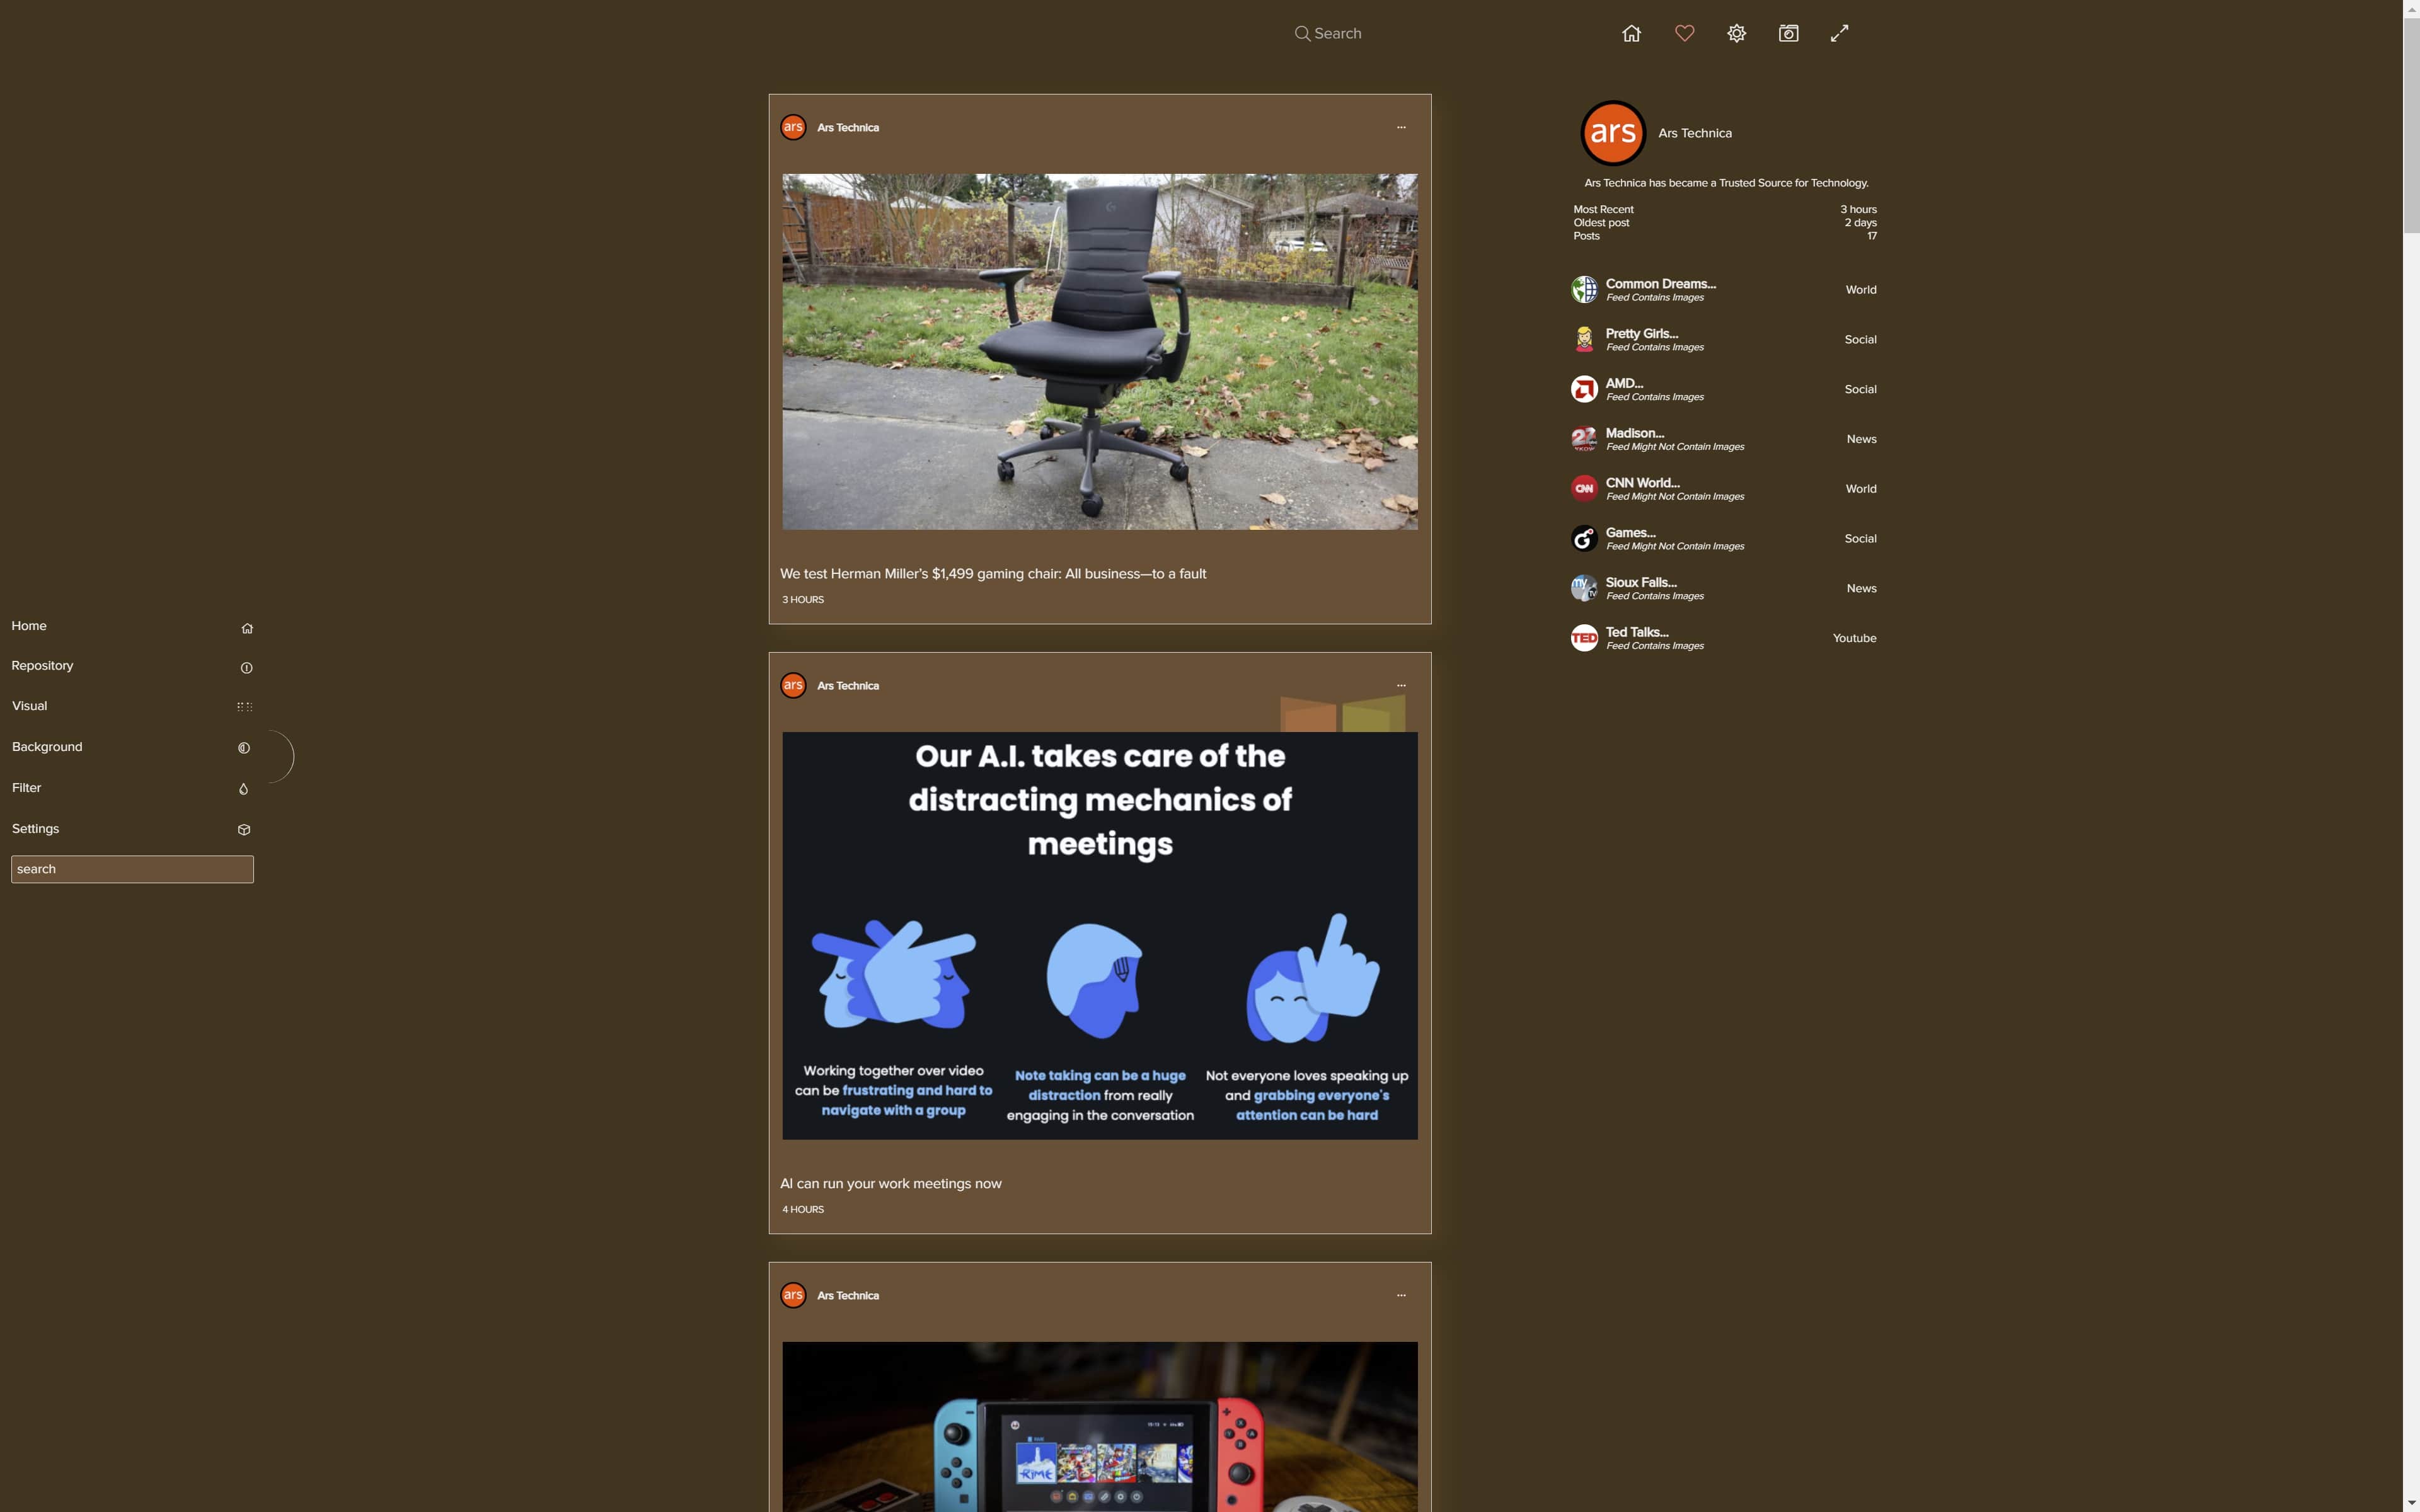 Search
ars
Ars Technica
...
We test Herman Miller's $1,499 gaming chair: All business—to a fault
3 HOURS
ars
Ars Technica
...
Our A.I. takes care of the
distracting mechanics of
meetings
Working together over video
can be frustrating and hard to
navigate with a group
Note taking can be a huge
distraction from really
engaging in the conversation
Not everyone loves speaking up
and grabbing everyone's
attention can be hard
AI can run your work meetings now
4 HOURS
ars
Ars Technica
...
RiME
Home
Repository
Visual
Background
Filter
Settings
search
ars
Ars Technica
Ars Technica has became a Trusted Source for Technology.
Most Recent 3 hours
Oldest post 2 days
Posts 17
Common Dreams... World
Feed Contains Images
Pretty Girls... Social
Feed Contains Images
AMD... Social
Feed Contains Images
Madison... News
Feed Might Not Contain Images
CNN
CNN World... World
Feed Might Not Contain Images
Games... Social
Feed Might Not Contain Images
Sioux Falls... News
Feed Contains Images
TED
Ted Talks... Youtube
Feed Contains Images